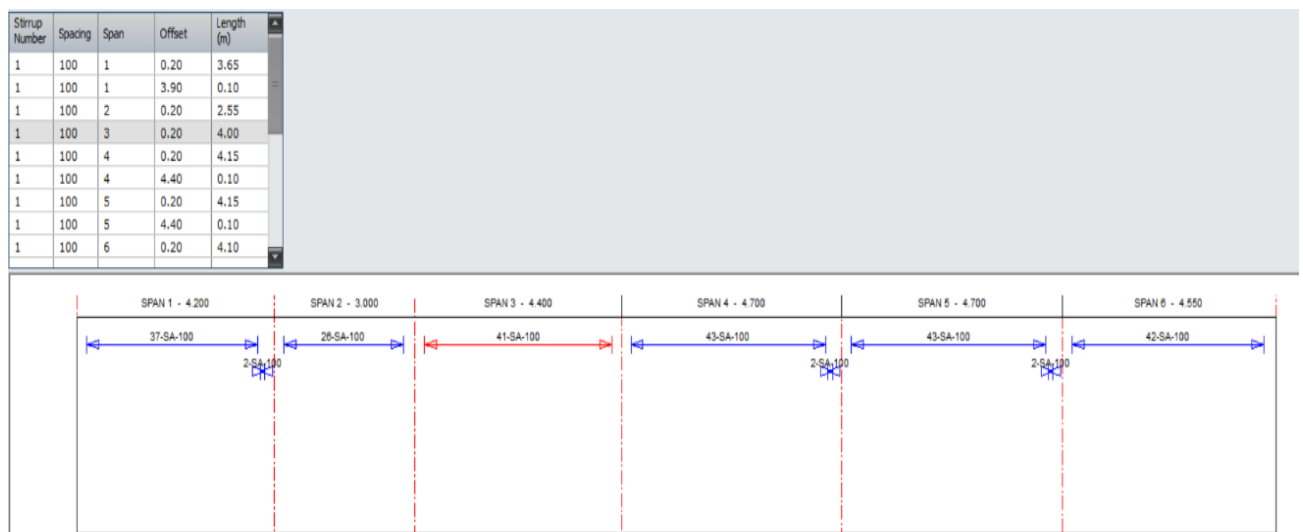 Stirrup Number Spacing Span Offset Length (m)
1 100 1 0.20 3.65
1 100 1 3.90 0.10
1 100 2 0.20 2.55
1 100 3 0.20 4.00
1 100 4 0.20 4.15
1 100 4 4.40 0.10
1 100 5 0.20 4.15
1 100 5 4.40 0.10
1 100 6 0.20 4.10
SPAN 1 - 4.200 SPAN 2 - 3.000 SPAN 3 - 4.400 SPAN 4 - 4.700 SPAN 5 - 4.700 SPAN 6 - 4.550
37-SA-100 26-SA-100 41-SA-100 43-SA-100 43-SA-100 42-SA-100
2-SA-100 2-SA-100 2-SA-100